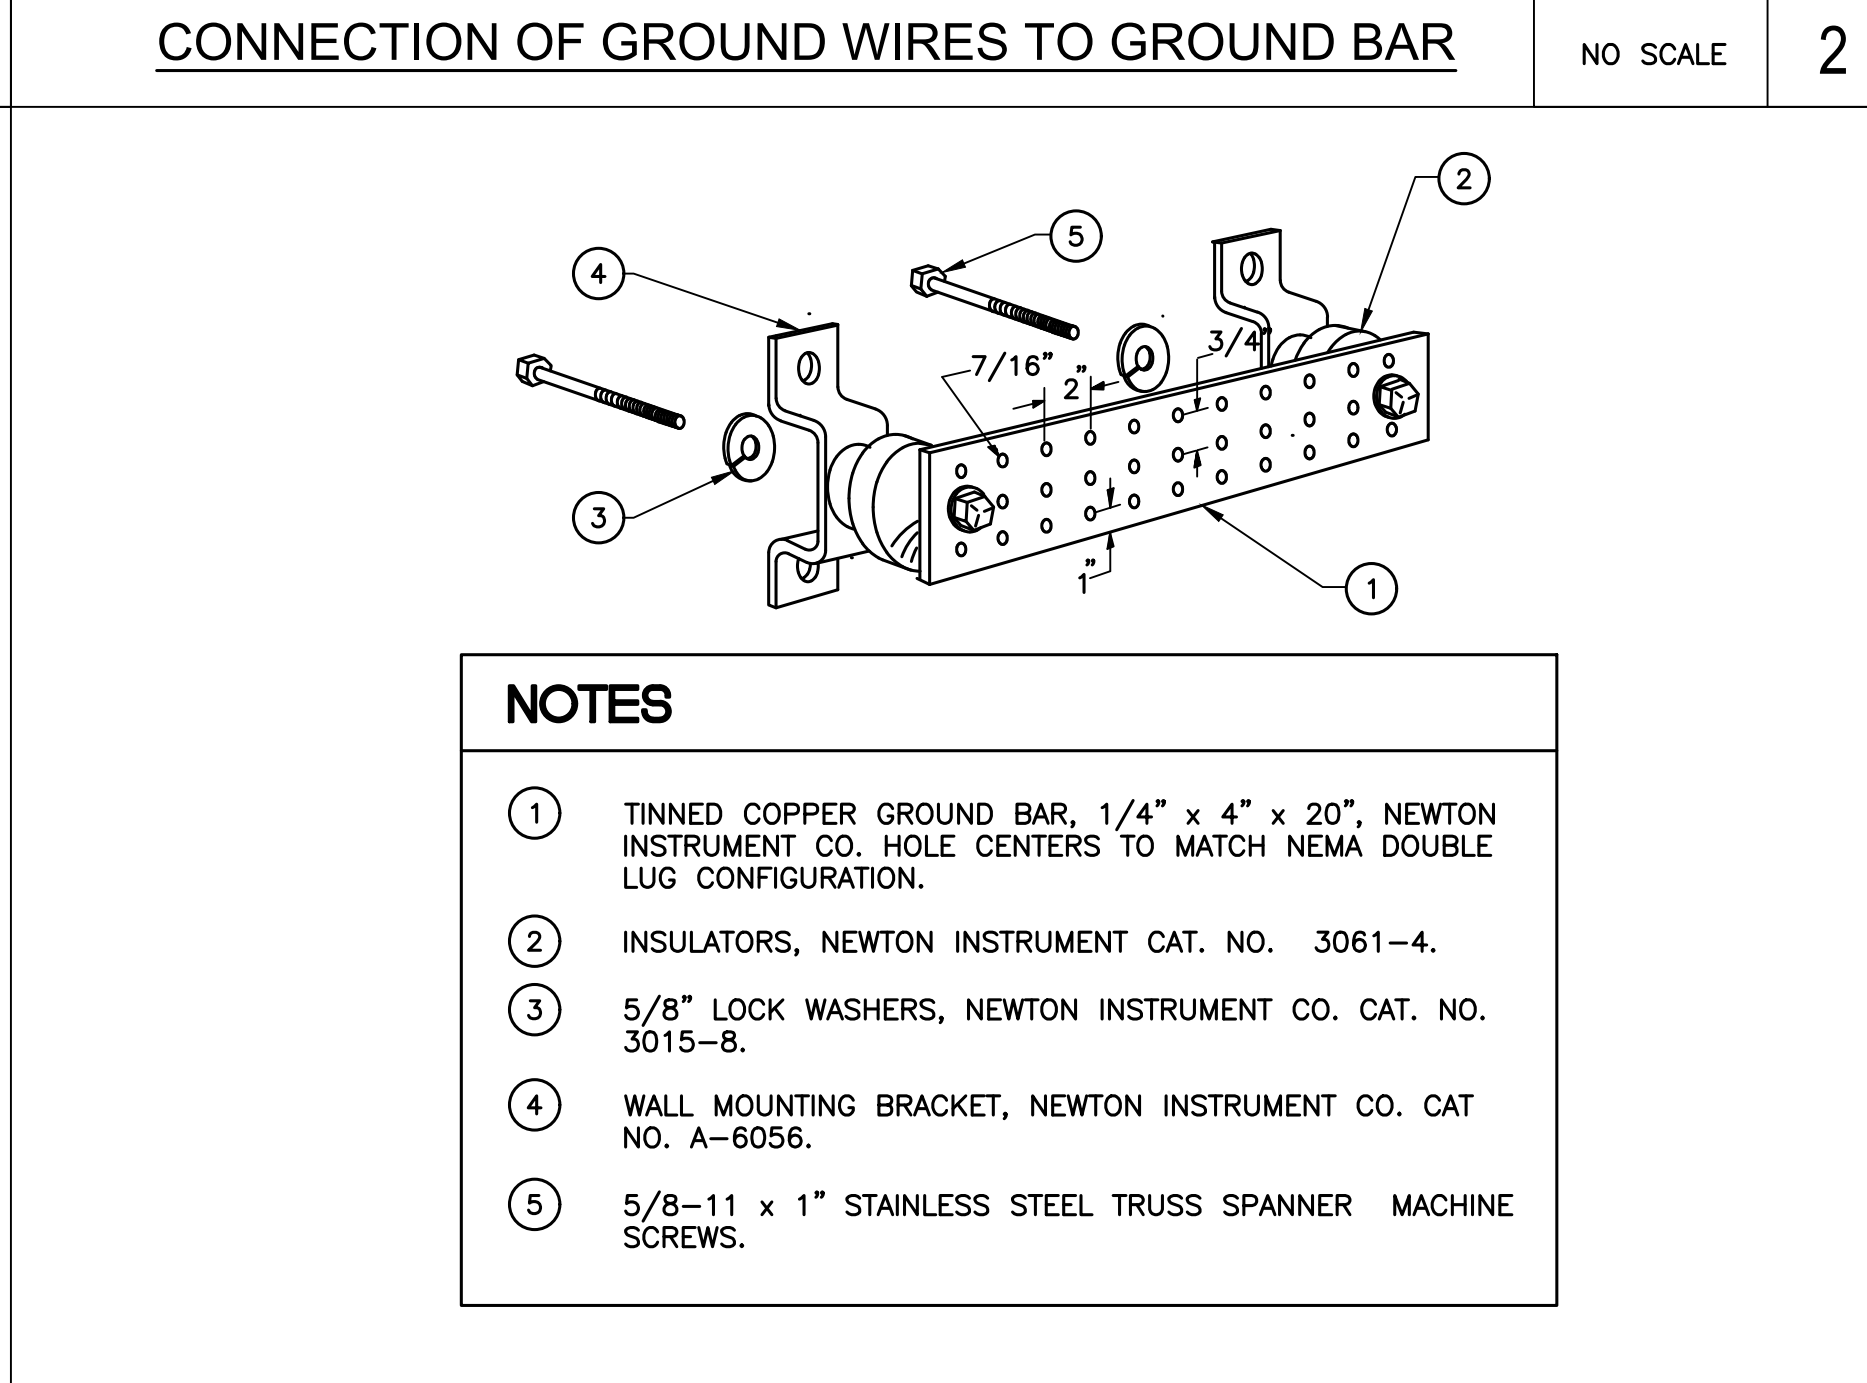 CONNECTION OF GROUND WIRES TO GROUND BAR
NO SCALE
2
2
5
4
3/4"
7/16"
2"
3
1"
1
NOTES
1 TINNED COPPER GROUND BAR, 1/4" x 4" x 20", NEWTON
INSTRUMENT CO. HOLE CENTERS TO MATCH NEMA DOUBLE
LUG CONFIGURATION.
2 INSULATORS, NEWTON INSTRUMENT CAT. NO. 3061-4.
3 5/8" LOCK WASHERS, NEWTON INSTRUMENT CO. CAT. NO.
3015-8.
4 WALL MOUNTING BRACKET, NEWTON INSTRUMENT CO. CAT
NO. A-6056.
5 5/8-11 x 1" STAINLESS STEEL TRUSS SPANNER MACHINE
SCREWS.